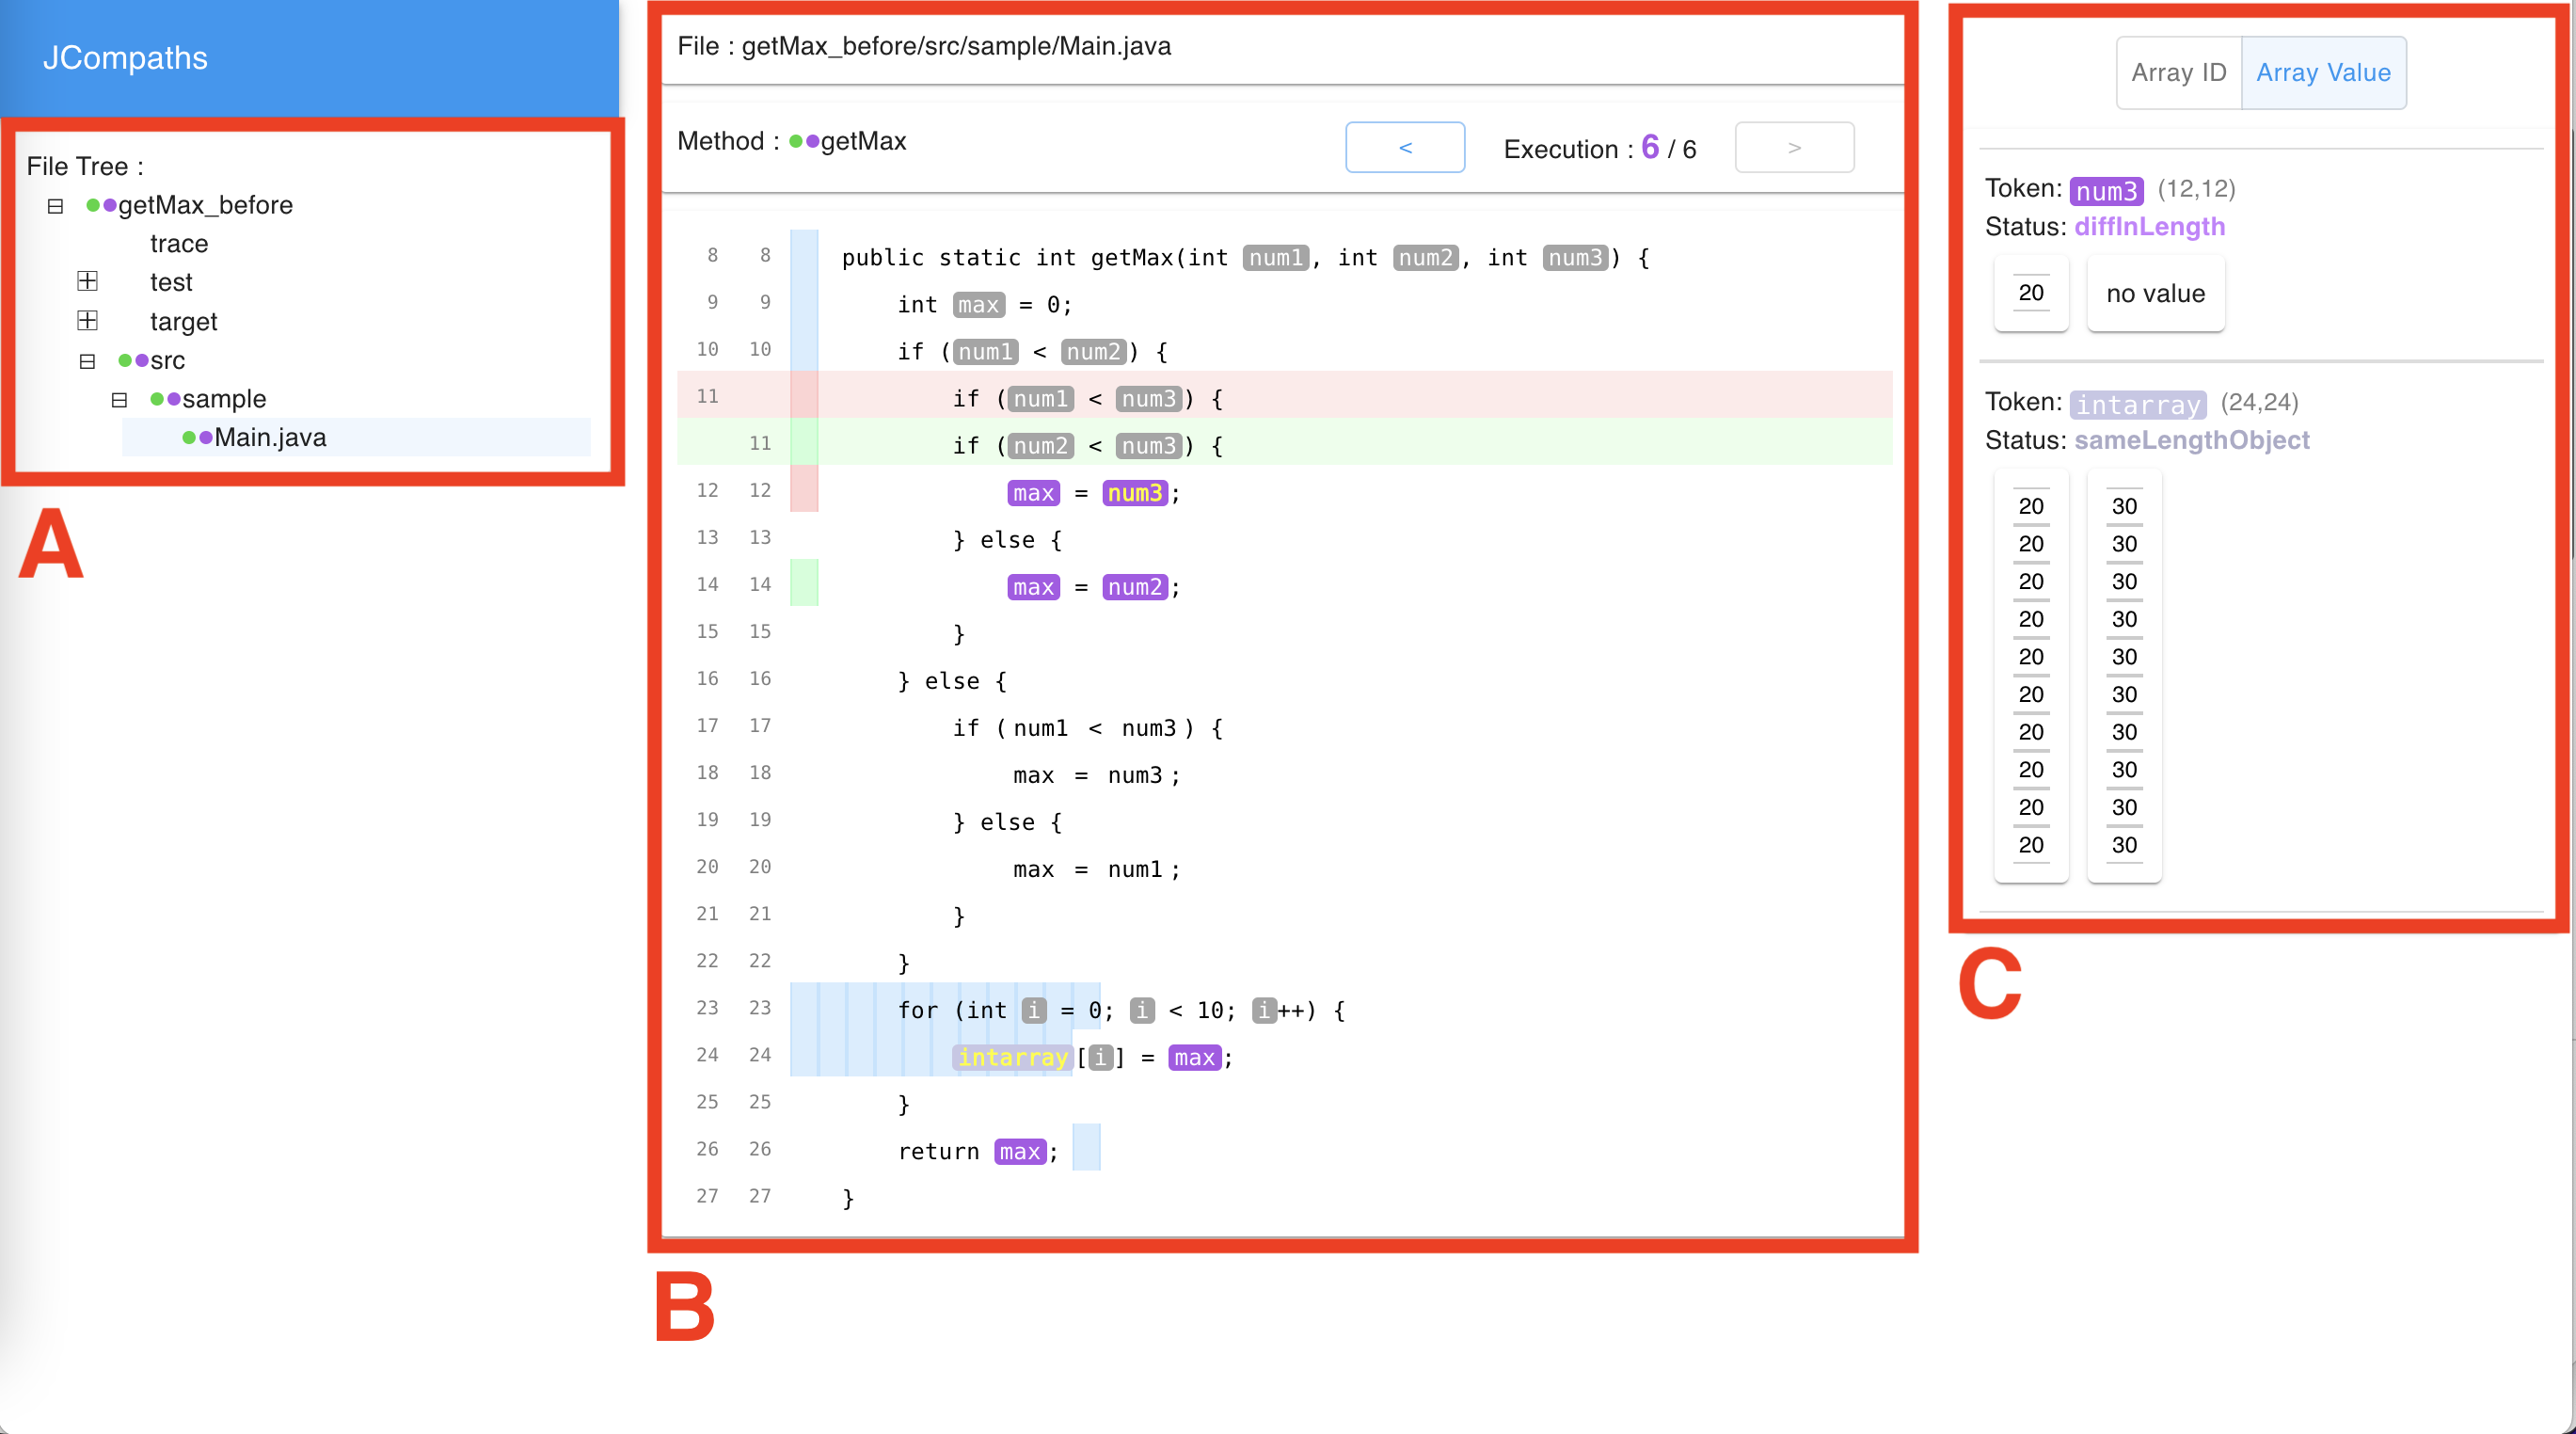 JCompaths
File Tree :
getMax_before
trace
test
target
src
sample
Main.java
A
File : getMax_before/src/sample/Main.java
Method : getMax
< Execution : 6 / 6 >
8 8 public static int getMax(int num1, int num2, int num3) {
9 9 int max = 0;
10 10 if (num1 < num2) {
11 if (num1 < num3) {
11 if (num2 < num3) {
12 12 max = num3;
13 13 } else {
14 14 max = num2;
15 15 }
16 16 } else {
17 17 if (num1 < num3) {
18 18 max = num3;
19 19 } else {
20 20 max = num1;
21 21 }
22 22 }
23 23 for (int i = 0; i < 10; i++) {
24 24 intarray[i] = max;
25 25 }
26 26 return max;
27 27 }
B
Array ID Array Value
Token: num3 (12,12)
Status: diffInLength
20 no value
Token: intarray (24,24)
Status: sameLengthObject
20 30
20 30
20 30
20 30
20 30
20 30
20 30
20 30
20 30
20 30
C